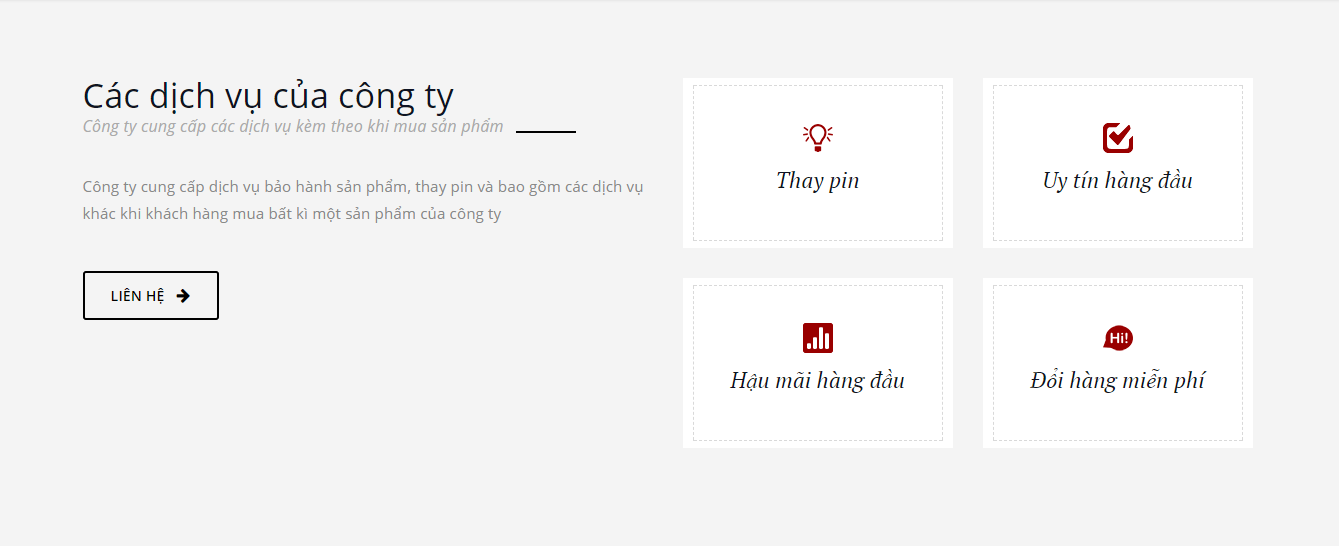 Các dịch vụ của công ty
Công ty cung cấp các dịch vụ kèm theo khi mua sản phẩm
Công ty cung cấp dịch vụ bảo hành sản phẩm, thay pin và bao gồm các dịch vụ
khác khi khách hàng mua bất kì một sản phẩm của công ty
LIÊN HỆ
Thay pin
Uy tín hàng đầu
Hậu mãi hàng đầu
Hi!
Đổi hàng miễn phí